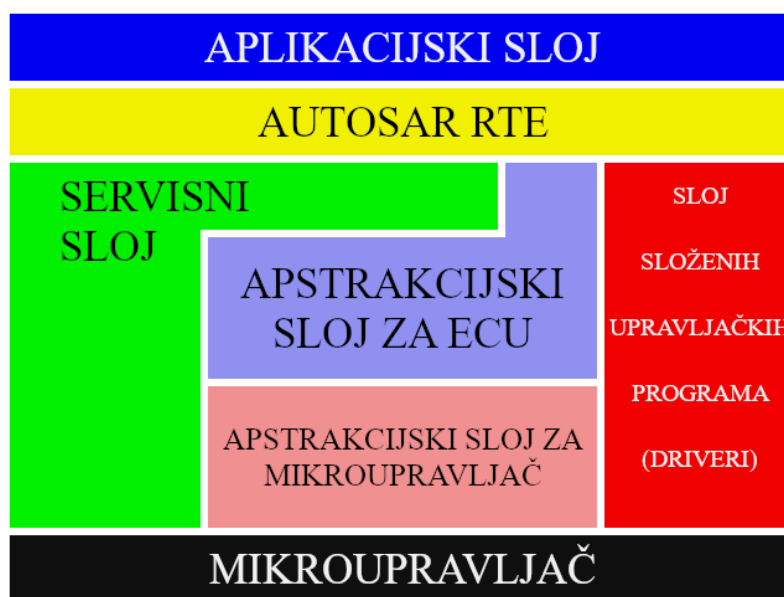 APLIKACIJSKI SLOJ
AUTOSAR RTE
SERVISNI
SLOJ
APSTRAKCIJSKI
SLOJ ZA ECU
APSTRAKCIJSKI SLOJ ZA
MIKROUPRAVLJAČ
SLOJ
SLOŽENIH
UPRAVLJAČKIH
PROGRAMA
(DRIVERI)
MIKROUPRAVLJAČ